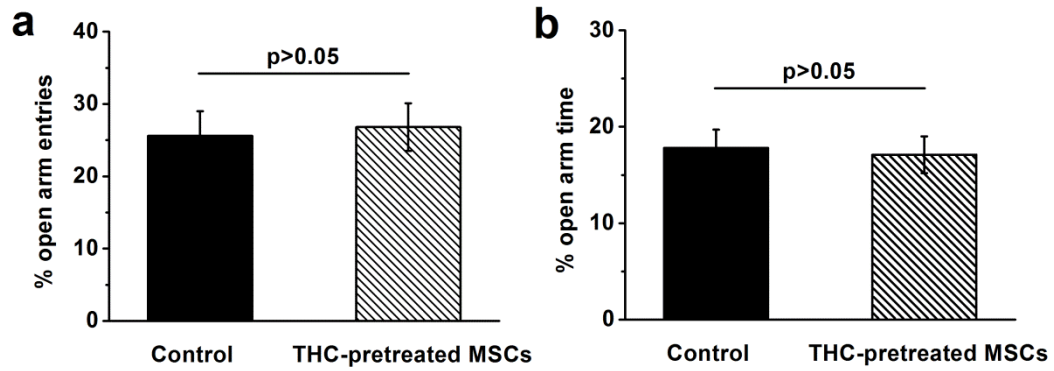 a
% open arm entries
40
30
20
10
0
p>0.05
Control
THC-pretreated MSCs
b
% open arm time
30
20
10
0
p>0.05
Control
THC-pretreated MSCs